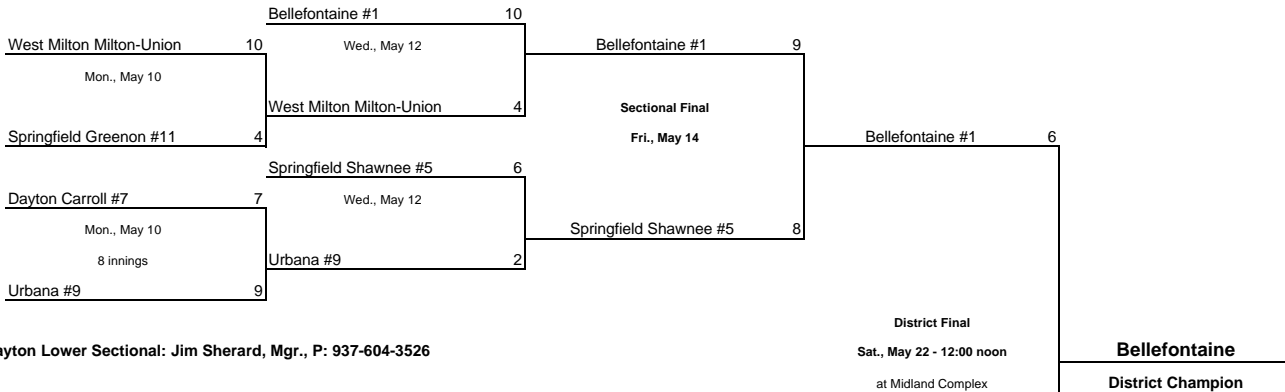 Bellefontaine #1 10
West Milton Milton-Union 10
Wed., May 12
Bellefontaine #1 9
Mon., May 10
West Milton Milton-Union 4
Sectional Final
Springfield Greenon #11 4
Fri., May 14
Bellefontaine #1 6
Springfield Shawnee #5 6
Dayton Carroll #7 7
Wed., May 12
Mon., May 10
Springfield Shawnee #5 8
8 innings
Urbana #9 2
Urbana #9 9
District Final
Lower Sectional: Jim Sherard, Mgr., P: 937-604-3526
Sat., May 22 - 12:00 noon
Bellefontaine
at Midland Complex
District Champion